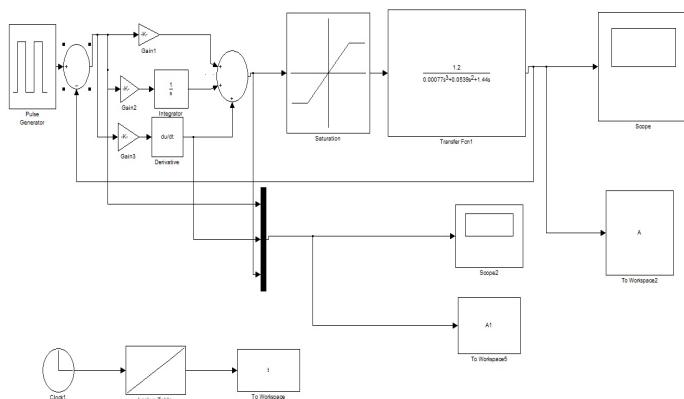 Pulse
Generator
-K-
Gain1
-K-
Gain2
1
s
Integrator
-K-
Gain3
du/dt
Derivative
Saturation
1.2
0.00077s³+0.0539s²+1.44s
Transfer Fcn1
Scope
Scope2
A
To Workspace2
A1
To Workspace5
Clock1
t
To Workspace